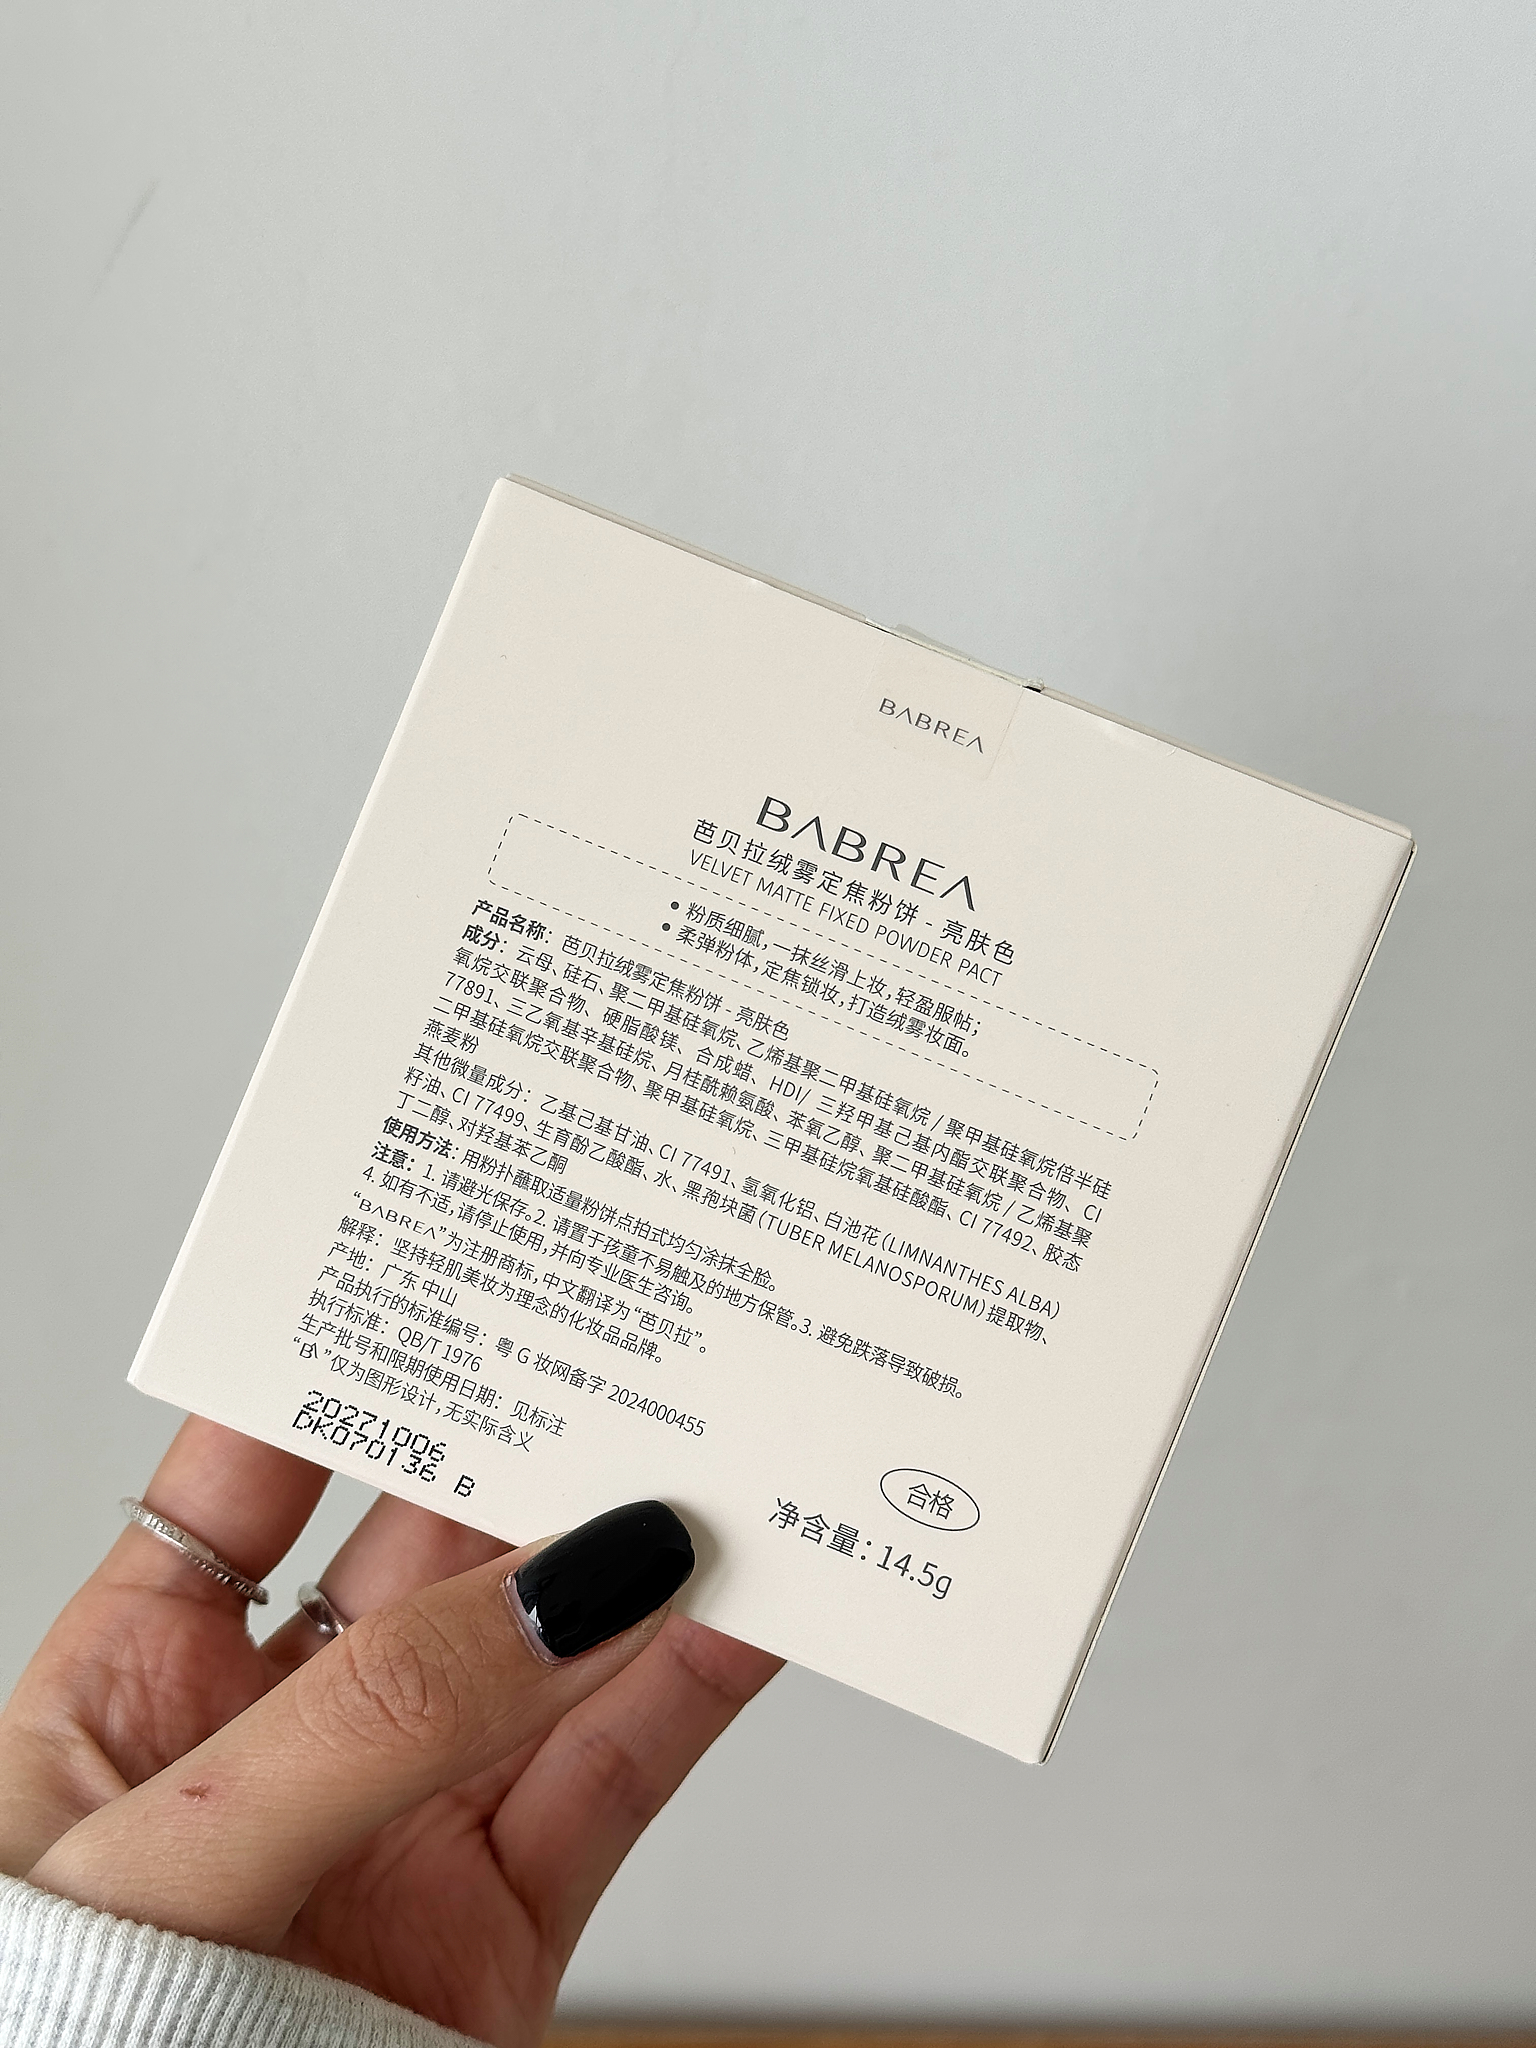 BABREA
BABREA
芭贝拉绒雾定焦粉饼 - 亮肤色
VELVET MATTE FIXED POWDER PACT
• 粉质细腻,一抹丝滑上妆,轻盈服帖;
• 柔弹粉体,定焦锁妆,打造绒雾妆面。
产品名称：芭贝拉绒雾定焦粉饼 - 亮肤色
成分：云母、硅石、聚二甲基硅氧烷、乙烯基聚二甲基硅氧烷 / 聚甲基硅氧烷倍半硅
氧烷交联聚合物、硬脂酸镁、合成蜡、HDI/ 三羟甲基己基内酯交联聚合物、CI
77891、三乙氧基辛基硅烷、月桂酰赖氨酸、苯氧乙醇、聚二甲基硅氧烷 / 乙烯基聚
二甲基硅氧烷交联聚合物、聚甲基硅氧烷、三甲基硅烷氧基硅酸酯、CI 77492、胶态
燕麦粉
其他微量成分：乙基己基甘油、CI 77491、氢氧化铝、白池花 (LIMNANTHES ALBA)
籽油、CI 77499、生育酚乙酸酯、水、黑孢块菌 (TUBER MELANOSPORUM) 提取物、
丁二醇、对羟基苯乙酮
使用方法：用粉扑蘸取适量粉饼点拍式均匀涂抹全脸。
注意：1. 请避光保存。2. 请置于孩童不易触及的地方保管。3. 避免跌落导致破损。
4. 如有不适,请停止使用,并向专业医生咨询。
“BABREA”为注册商标,中文翻译为“芭贝拉”。
解释：坚持轻肌美妆为理念的化妆品品牌。
产地：广东 中山
产品执行的标准编号：粤 G 妆网备字 2024000455
执行标准：QB/T 1976
生产批号和限期使用日期：见标注
“BA”仅为图形设计,无实际含义
20271006
DK070136 B
合格
净含量：14.5g